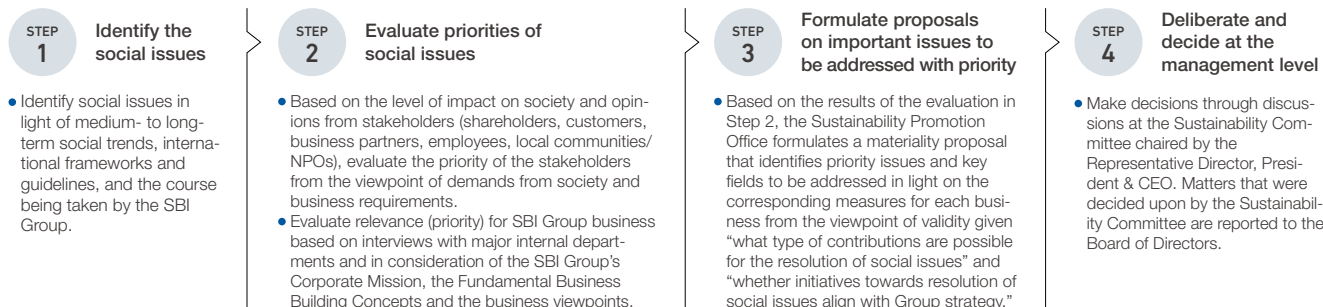 STEP
1
Identify the
social issues
● Identify social issues in
light of medium- to long-
term social trends, interna-
tional frameworks and
guidelines, and the course
being taken by the SBI
Group.
STEP
2
Evaluate priorities of
social issues
● Based on the level of impact on society and opin-
ions from stakeholders (shareholders, customers,
business partners, employees, local communities/
NPOs), evaluate the priority of the stakeholders
from the viewpoint of demands from society and
business requirements.
● Evaluate relevance (priority) for SBI Group business
based on interviews with major internal depart-
ments and in consideration of the SBI Group’s
Corporate Mission, the Fundamental Business
Building Concepts and the business viewpoints.
STEP
3
Formulate proposals
on important issues to
be addressed with priority
● Based on the results of the evaluation in
Step 2, the Sustainability Promotion
Office formulates a materiality proposal
that identifies priority issues and key
fields to be addressed in light on the
corresponding measures for each busi-
ness from the viewpoint of validity given
“what type of contributions are possible
for the resolution of social issues” and
“whether initiatives towards resolution of
social issues align with Group strategy.”
STEP
4
Deliberate and
decide at the
management level
● Make decisions through discus-
sions at the Sustainability Com-
mittee chaired by the
Representative Director, Presi-
dent & CEO. Matters that were
decided upon by the Sustainabil-
ity Committee are reported to the
Board of Directors.